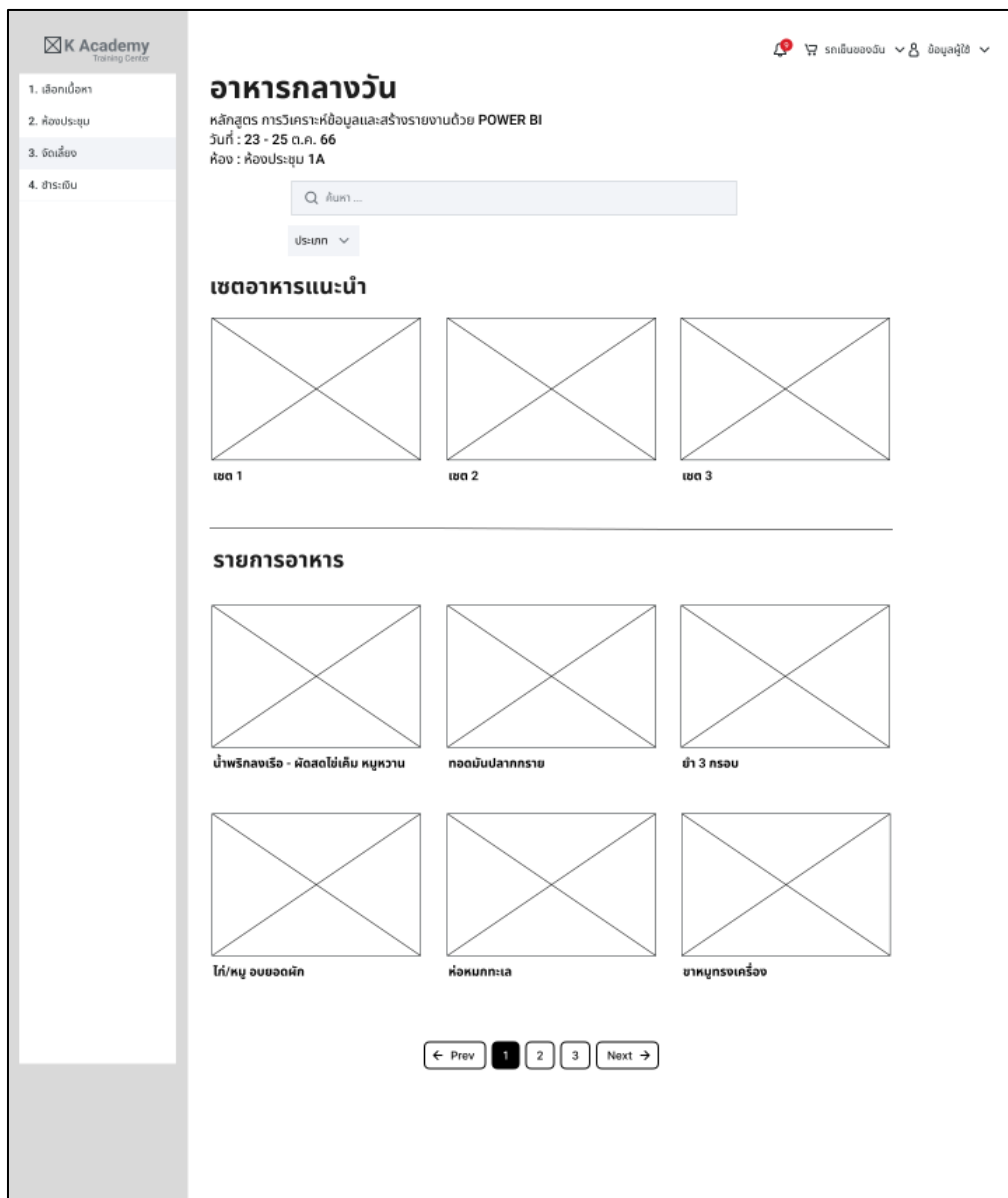 K Academy
Training Center
1. เลือกเนื้อหา
2. ห้องประชุม
3. จัดเลี้ยง
4. ชำระเงิน
รถเข็นของฉัน
ข้อมูลผู้ใช้
อาหารกลางวัน
หลักสูตร การวิเคราะห์ข้อมูลและสร้างรายงานด้วย POWER BI
วันที่ : 23 - 25 ต.ค. 66
ห้อง : ห้องประชุม 1A
ค้นหา ...
ประเภท
เซตอาหารแนะนำ
เซต 1
เซต 2
เซต 3
รายการอาหาร
น้ำพริกลงเรือ - ผัดสดไข่เค็ม หมูหวาน
ทอดมันปลากกราย
ยำ 3 กรอบ
ไก่/หมู อบยอดผัก
ห่อหมกทะเล
ขาหมูทรงเครื่อง
← Prev 1 2 3 Next →